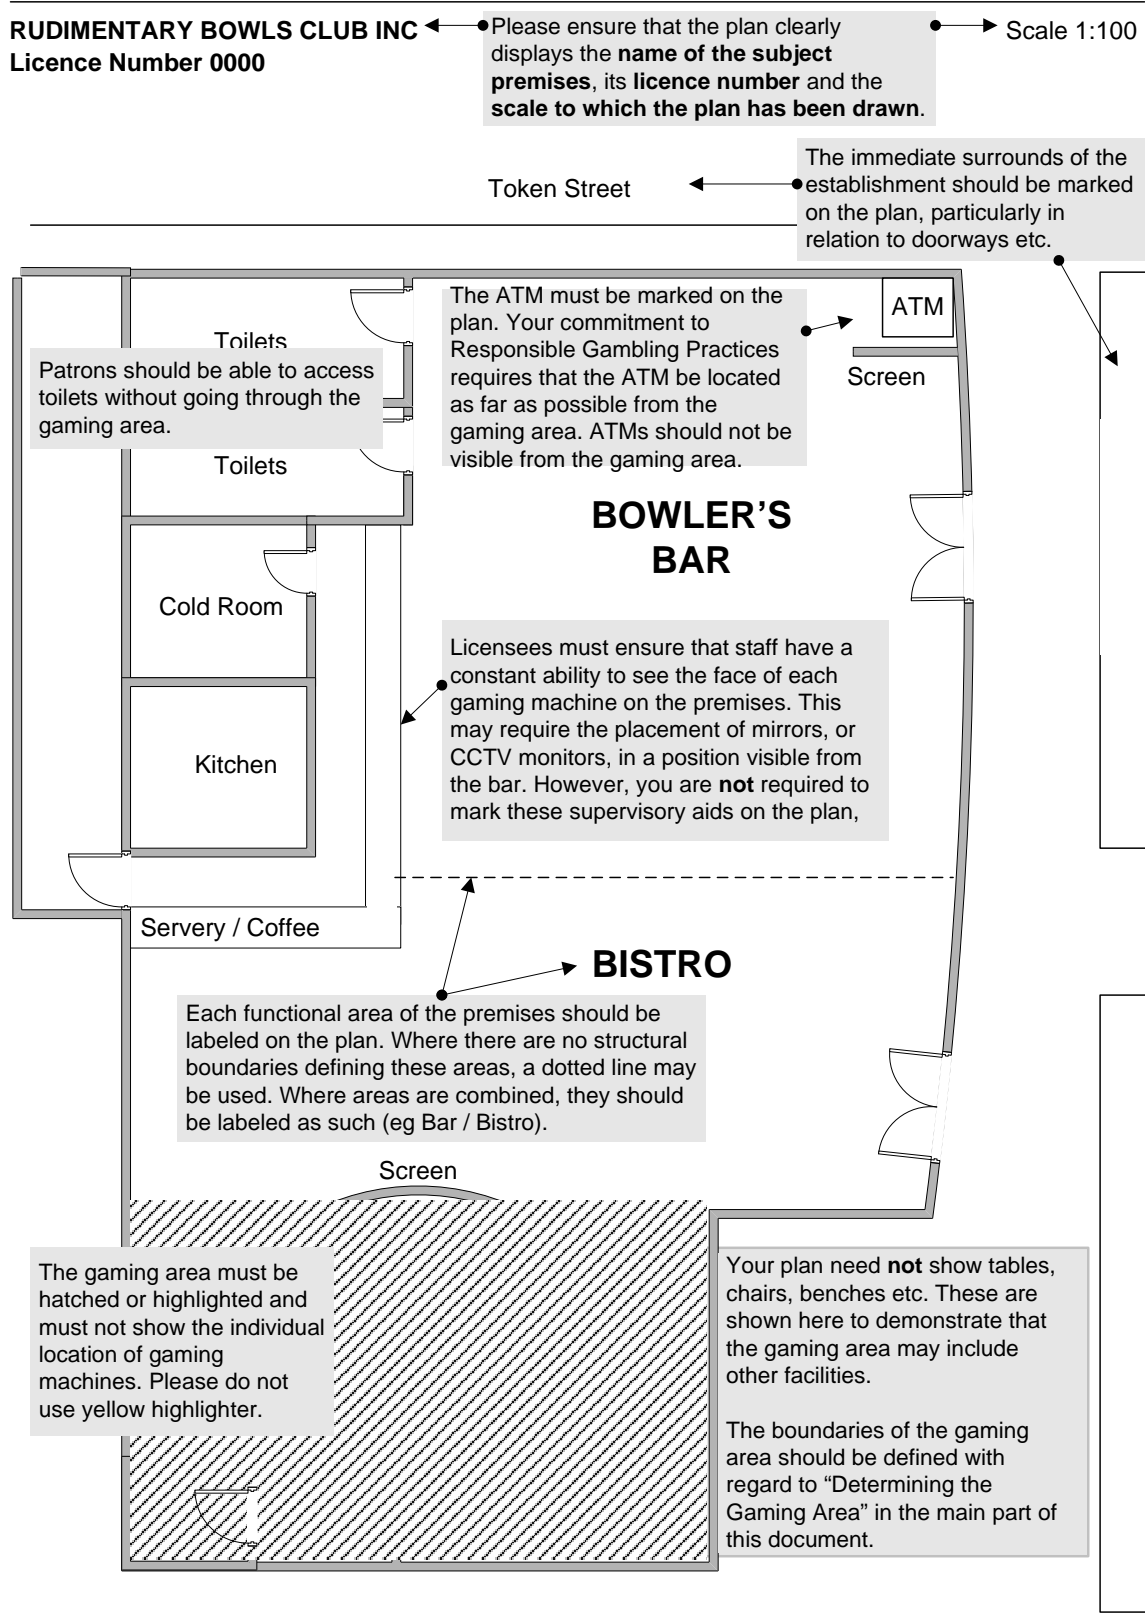 RUDIMENTARY BOWLS CLUB INC
Licence Number 0000
Please ensure that the plan clearly
displays the name of the subject
premises, its licence number and the
scale to which the plan has been drawn.
Scale 1:100
Token Street
The immediate surrounds of the
establishment should be marked
on the plan, particularly in
relation to doorways etc.
Toilets
Patrons should be able to access
toilets without going through the
gaming area.
Toilets
The ATM must be marked on the
plan. Your commitment to
Responsible Gambling Practices
requires that the ATM be located
as far as possible from the
gaming area. ATMs should not be
visible from the gaming area.
ATM
Screen
BOWLER’S
BAR
Cold Room
Licensees must ensure that staff have a
constant ability to see the face of each
gaming machine on the premises. This
may require the placement of mirrors, or
CCTV monitors, in a position visible from
the bar. However, you are not required to
mark these supervisory aids on the plan,
Kitchen
Servery / Coffee
BISTRO
Each functional area of the premises should be
labeled on the plan. Where there are no structural
boundaries defining these areas, a dotted line may
be used. Where areas are combined, they should
be labeled as such (eg Bar / Bistro).
Screen
The gaming area must be
hatched or highlighted and
must not show the individual
location of gaming
machines. Please do not
use yellow highlighter.
Your plan need not show tables,
chairs, benches etc. These are
shown here to demonstrate that
the gaming area may include
other facilities.
The boundaries of the gaming
area should be defined with
regard to “Determining the
Gaming Area” in the main part of
this document.